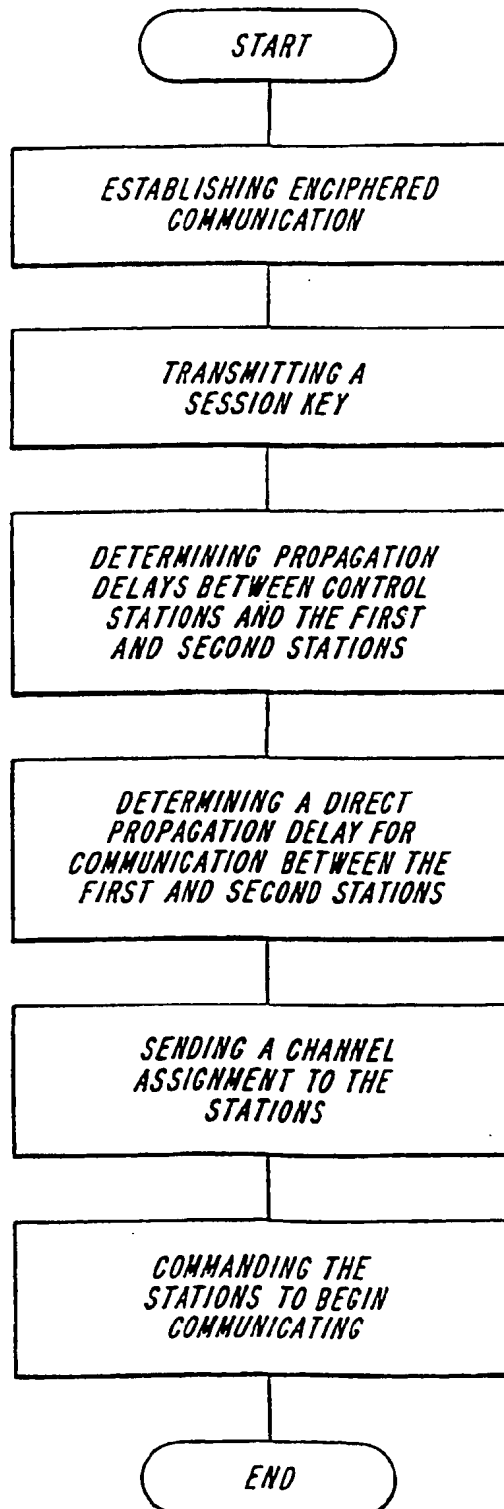 START
ESTABLISHING ENCIPHERED
COMMUNICATION
TRANSMITTING A
SESSION KEY
DETERMINING PROPAGATION
DELAYS BETWEEN CONTROL
STATIONS AND THE FIRST
AND SECOND STATIONS
DETERMINING A DIRECT
PROPAGATION DELAY FOR
COMMUNICATION BETWEEN THE
FIRST AND SECOND STATIONS
SENDING A CHANNEL
ASSIGNMENT TO THE
STATIONS
COMMANDING THE
STATIONS TO BEGIN
COMMUNICATING
END